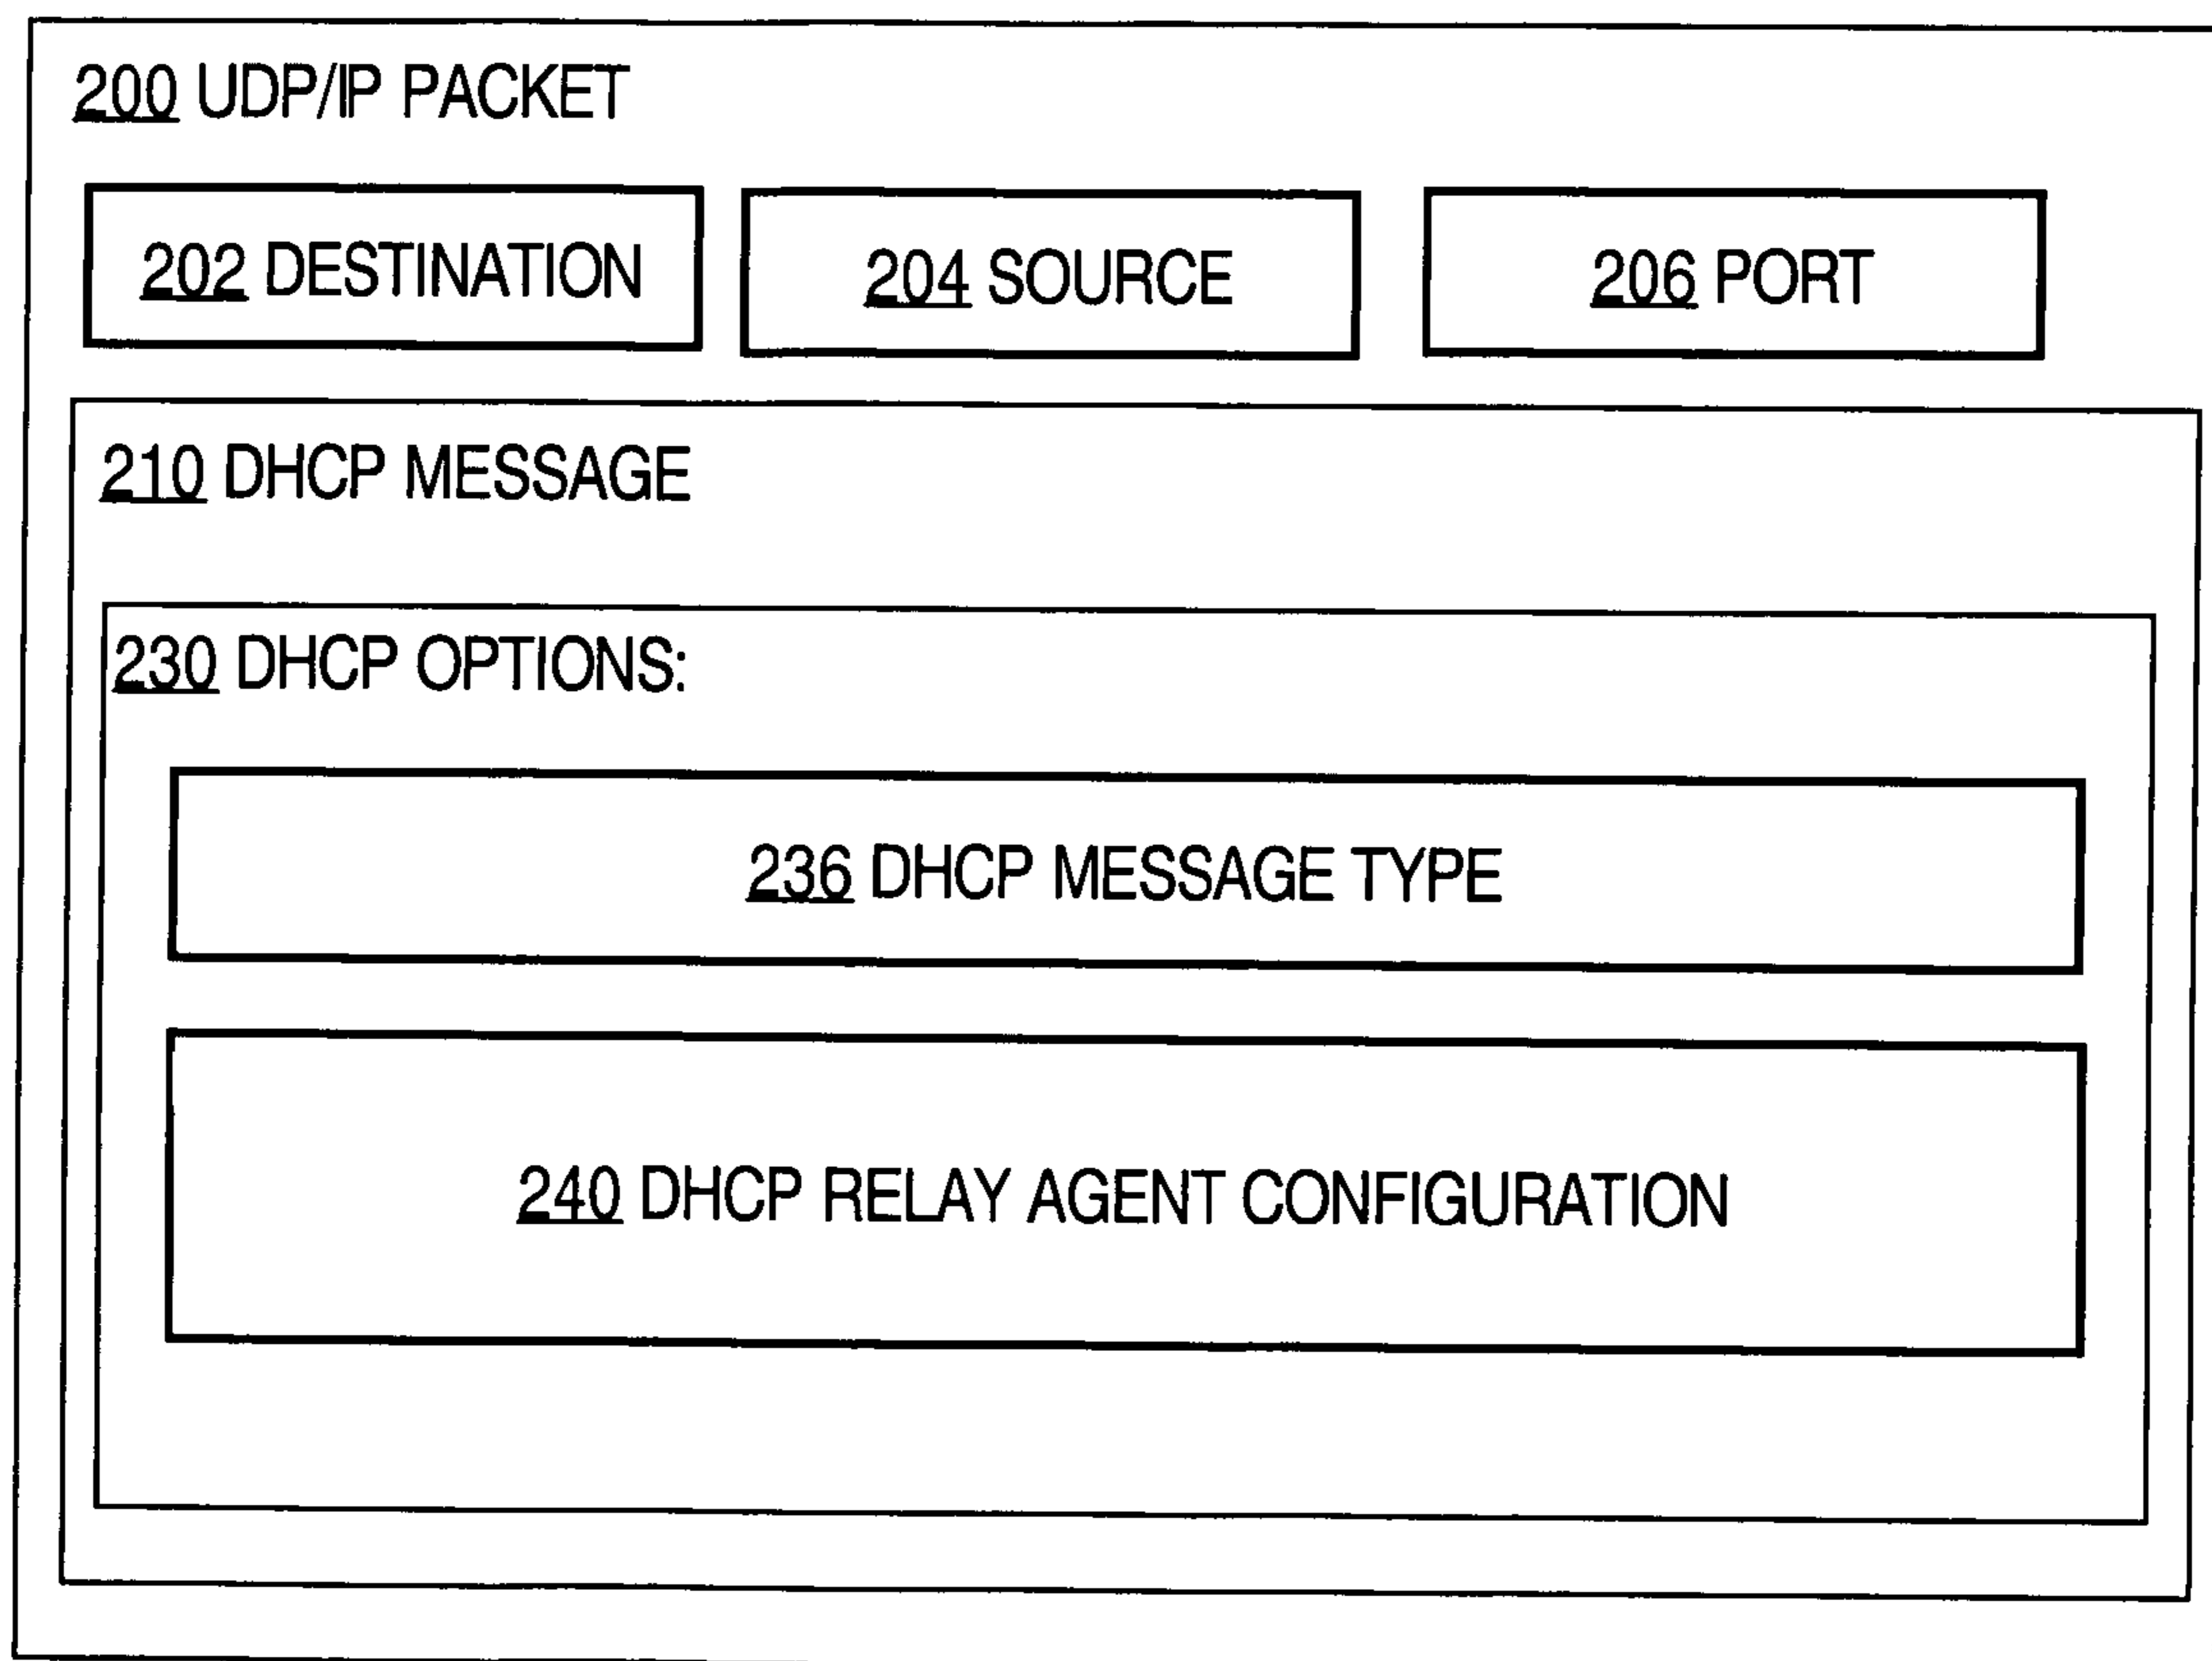 200 UDP/IP PACKET
202 DESTINATION
204 SOURCE
206 PORT
210 DHCP MESSAGE
230 DHCP OPTIONS:
236 DHCP MESSAGE TYPE
240 DHCP RELAY AGENT CONFIGURATION